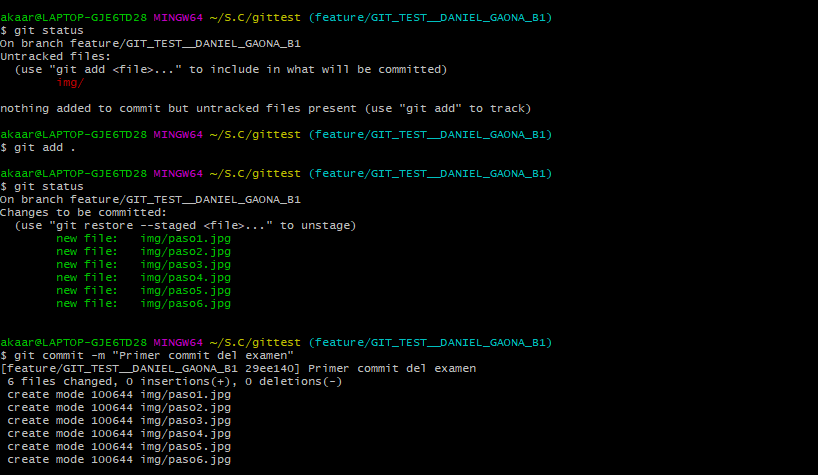 akaar@LAPTOP-GJE6TD28 MINGW64 ~/S.C/gittest (feature/GIT_TEST__DANIEL_GAONA_B1)
$ git status
On branch feature/GIT_TEST__DANIEL_GAONA_B1
Untracked files:
  (use "git add <file>..." to include in what will be committed)
        img/

nothing added to commit but untracked files present (use "git add" to track)

akaar@LAPTOP-GJE6TD28 MINGW64 ~/S.C/gittest (feature/GIT_TEST__DANIEL_GAONA_B1)
$ git add .

akaar@LAPTOP-GJE6TD28 MINGW64 ~/S.C/gittest (feature/GIT_TEST__DANIEL_GAONA_B1)
$ git status
On branch feature/GIT_TEST__DANIEL_GAONA_B1
Changes to be committed:
  (use "git restore --staged <file>..." to unstage)
        new file:   img/paso1.jpg
        new file:   img/paso2.jpg
        new file:   img/paso3.jpg
        new file:   img/paso4.jpg
        new file:   img/paso5.jpg
        new file:   img/paso6.jpg

akaar@LAPTOP-GJE6TD28 MINGW64 ~/S.C/gittest (feature/GIT_TEST__DANIEL_GAONA_B1)
$ git commit -m "Primer commit del examen"
[feature/GIT_TEST__DANIEL_GAONA_B1 29ee140] Primer commit del examen
 6 files changed, 0 insertions(+), 0 deletions(-)
 create mode 100644 img/paso1.jpg
 create mode 100644 img/paso2.jpg
 create mode 100644 img/paso3.jpg
 create mode 100644 img/paso4.jpg
 create mode 100644 img/paso5.jpg
 create mode 100644 img/paso6.jpg